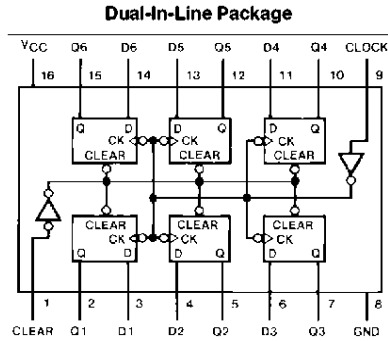 Dual-In-Line Package
VCC Q6 D6 D5 Q5 D4 Q4 CLOCK
16 15 14 13 12 11 10 9
Q D D Q D Q
CK CK CK
CLEAR CLEAR CLEAR
CLEAR CLEAR CLEAR
CK CK CK
Q D D Q D Q
1 2 3 4 5 6 7 8
CLEAR Q1 D1 D2 Q2 D3 Q3 GND